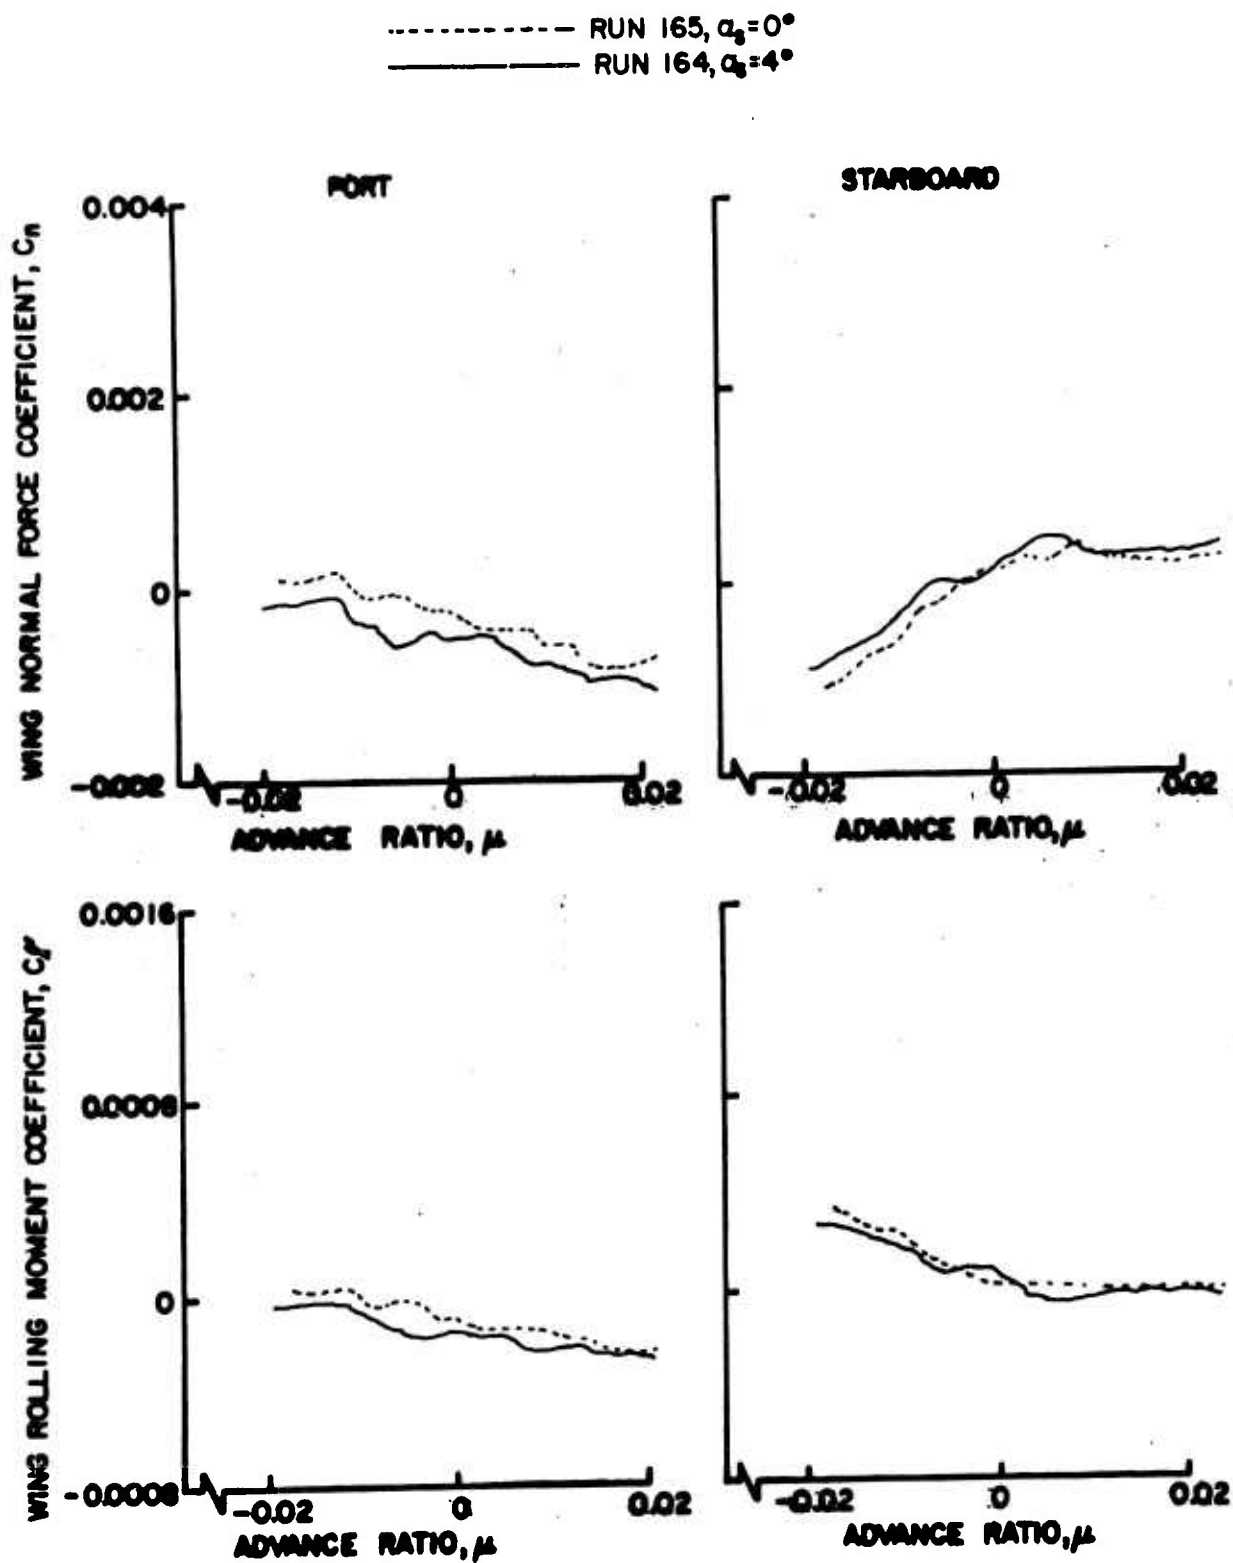 RUN 165, αs=0°
RUN 164, αs=4°
PORT
STARBOARD
WING NORMAL FORCE COEFFICIENT, Cn
0.004
0.002
0
-0.002
-0.02 0 0.02
ADVANCE RATIO, μ
-0.02 0 0.02
ADVANCE RATIO, μ
WING ROLLING MOMENT COEFFICIENT, Cℓ
0.0016
0.0008
0
-0.0008
-0.02 0 0.02
ADVANCE RATIO, μ
-0.02 0 0.02
ADVANCE RATIO, μ